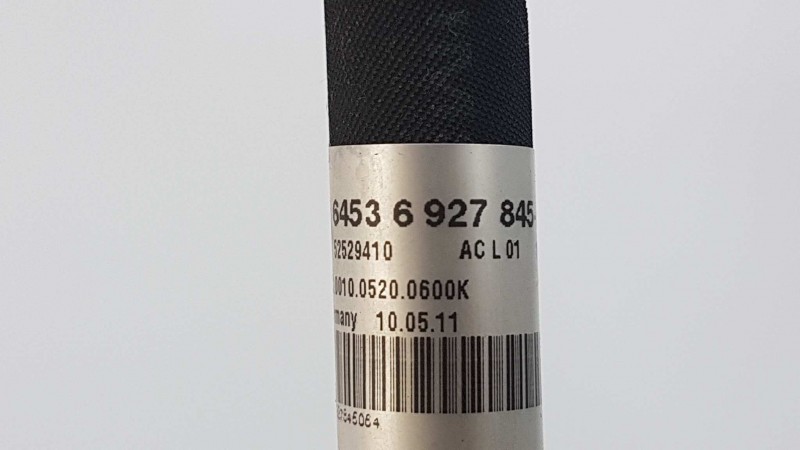 6453 6 927 845
52529410 AC L 01
0010.0520.0600K
many 10.05.11